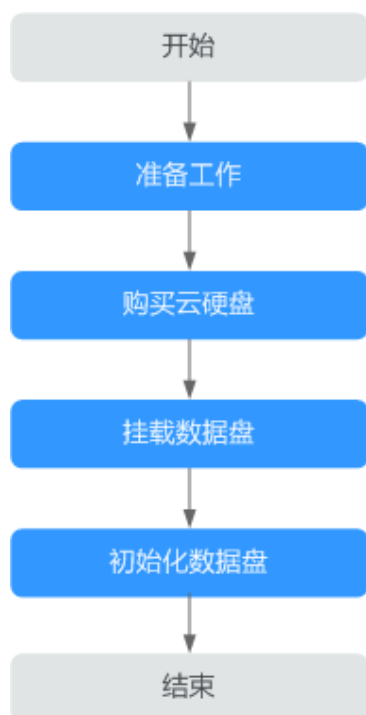 开始
准备工作
购买云硬盘
挂载数据盘
初始化数据盘
结束